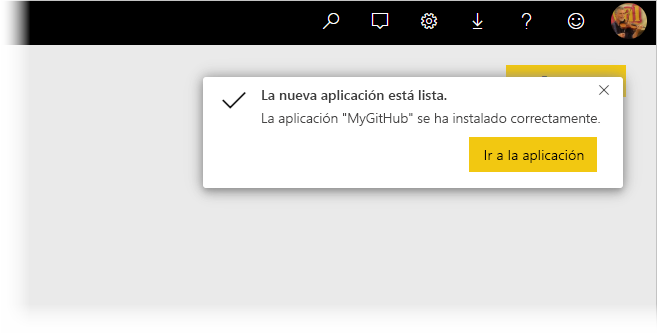 La nueva aplicación está lista.
La aplicación "MyGitHub" se ha instalado correctamente.
Ir a la aplicación